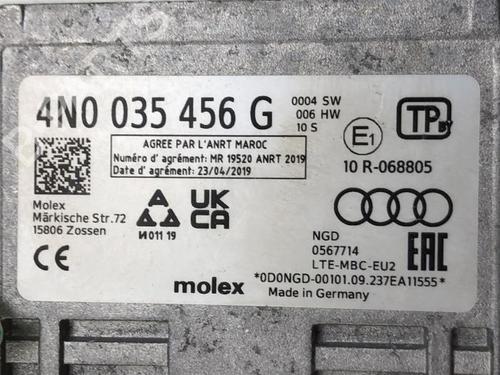 4N0 035 456 G
0004 SW
006 HW
10 S
TP
BY
E1
10 R-068805
AGREE PAR L'ANRT MAROC
Numéro d' agrément: MR 19520 ANRT 2019
Date d' agrément: 23/04/2019
Molex
Märkische Str.72
15806 Zossen
И011 19
UK
CA
CE
molex
NGD
0567714
LTE-MBC-EU2
EAC
*0D0NGD-00101.09.237EA11555*
Made in Germany